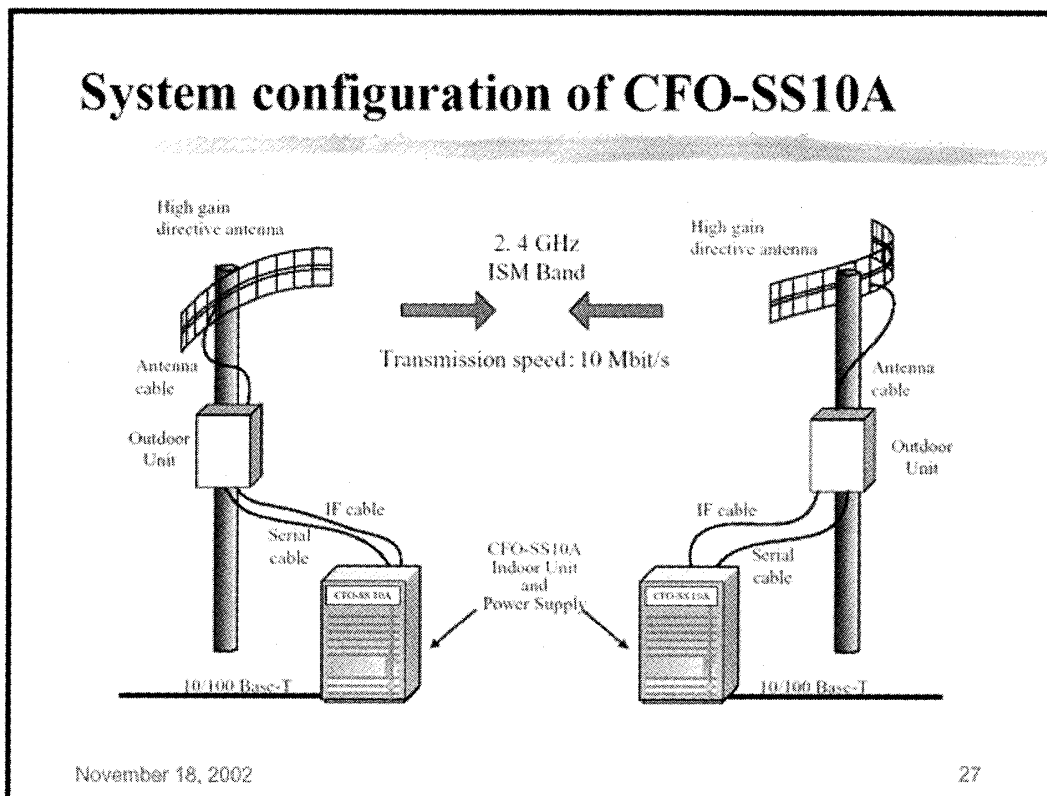 System configuration of CFO-SS10A
High gain
directive antenna
2. 4 GHz
ISM Band
High gain
directive antenna
Transmission speed: 10 Mbit/s
Antenna
cable
Antenna
cable
Outdoor
Unit
Outdoor
Unit
IF cable
Serial
cable
IF cable
Serial
cable
CFO-SS10A
Indoor Unit
and
Power Supply
CFO-SS10A
CFO-SS10A
10/100 Base-T
10/100 Base-T
November 18, 2002
27